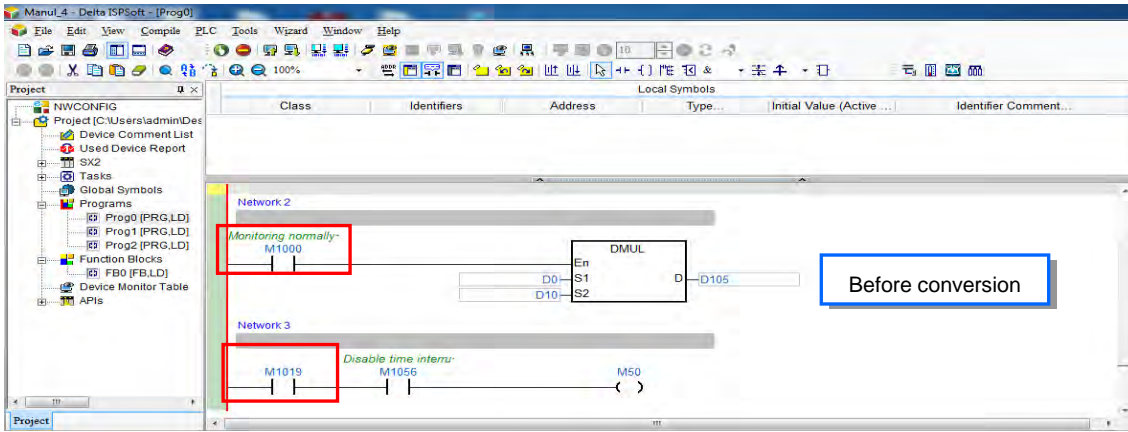 Manul_4 - Delta ISPSoft - [Prog0]
File Edit View Compile PLC Tools Wizard Window Help
10
100%
ADDR
Project
NWCONFIG
Project [C:\Users\admin\Des
Device Comment List
Used Device Report
SX2
Tasks
Global Symbols
Programs
Prog0 [PRG,LD]
Prog1 [PRG,LD]
Prog2 [PRG,LD]
Function Blocks
FB0 [FB,LD]
Device Monitor Table
APIs
Project
Local Symbols
Class Identifiers Address Type... Initial Value (Active ... Identifier Comment...
Network 2
Monitoring normally-
M1000
DMUL
En
D0 S1 D D105
D10 S2
Before conversion
Network 3
Disable time interru-
M1019 M1056 M50